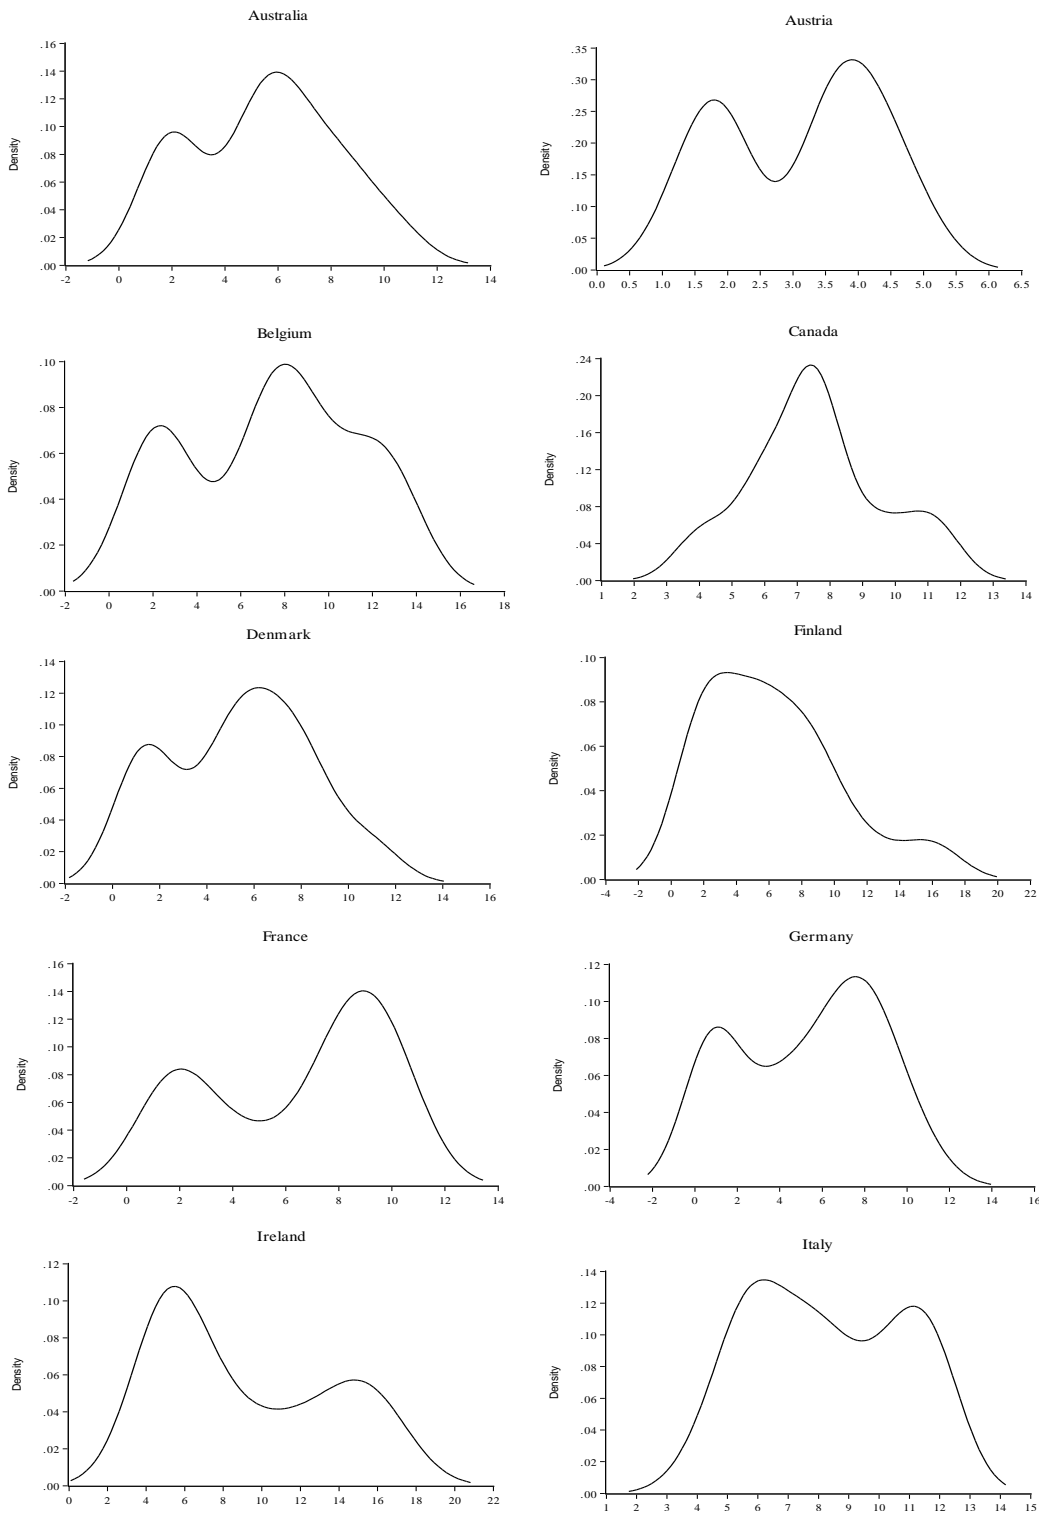 Australia
Density
.16
.14
.12
.10
.08
.06
.04
.02
.00
-2 0 2 4 6 8 10 12 14
Austria
Density
.35
.30
.25
.20
.15
.10
.05
.00
0.0 0.5 1.0 1.5 2.0 2.5 3.0 3.5 4.0 4.5 5.0 5.5 6.0 6.5
Belgium
Density
.10
.08
.06
.04
.02
.00
-2 0 2 4 6 8 10 12 14 16 18
Canada
Density
.24
.20
.16
.12
.08
.04
.00
1 2 3 4 5 6 7 8 9 10 11 12 13 14
Denmark
Density
.14
.12
.10
.08
.06
.04
.02
.00
-2 0 2 4 6 8 10 12 14 16
Finland
Density
.10
.08
.06
.04
.02
.00
-4 -2 0 2 4 6 8 10 12 14 16 18 20 22
France
Density
.16
.14
.12
.10
.08
.06
.04
.02
.00
-2 0 2 4 6 8 10 12 14
Germany
Density
.12
.10
.08
.06
.04
.02
.00
-4 -2 0 2 4 6 8 10 12 14 16
Ireland
Density
.12
.10
.08
.06
.04
.02
.00
0 2 4 6 8 10 12 14 16 18 20 22
Italy
Density
.14
.12
.10
.08
.06
.04
.02
.00
1 2 3 4 5 6 7 8 9 10 11 12 13 14 15